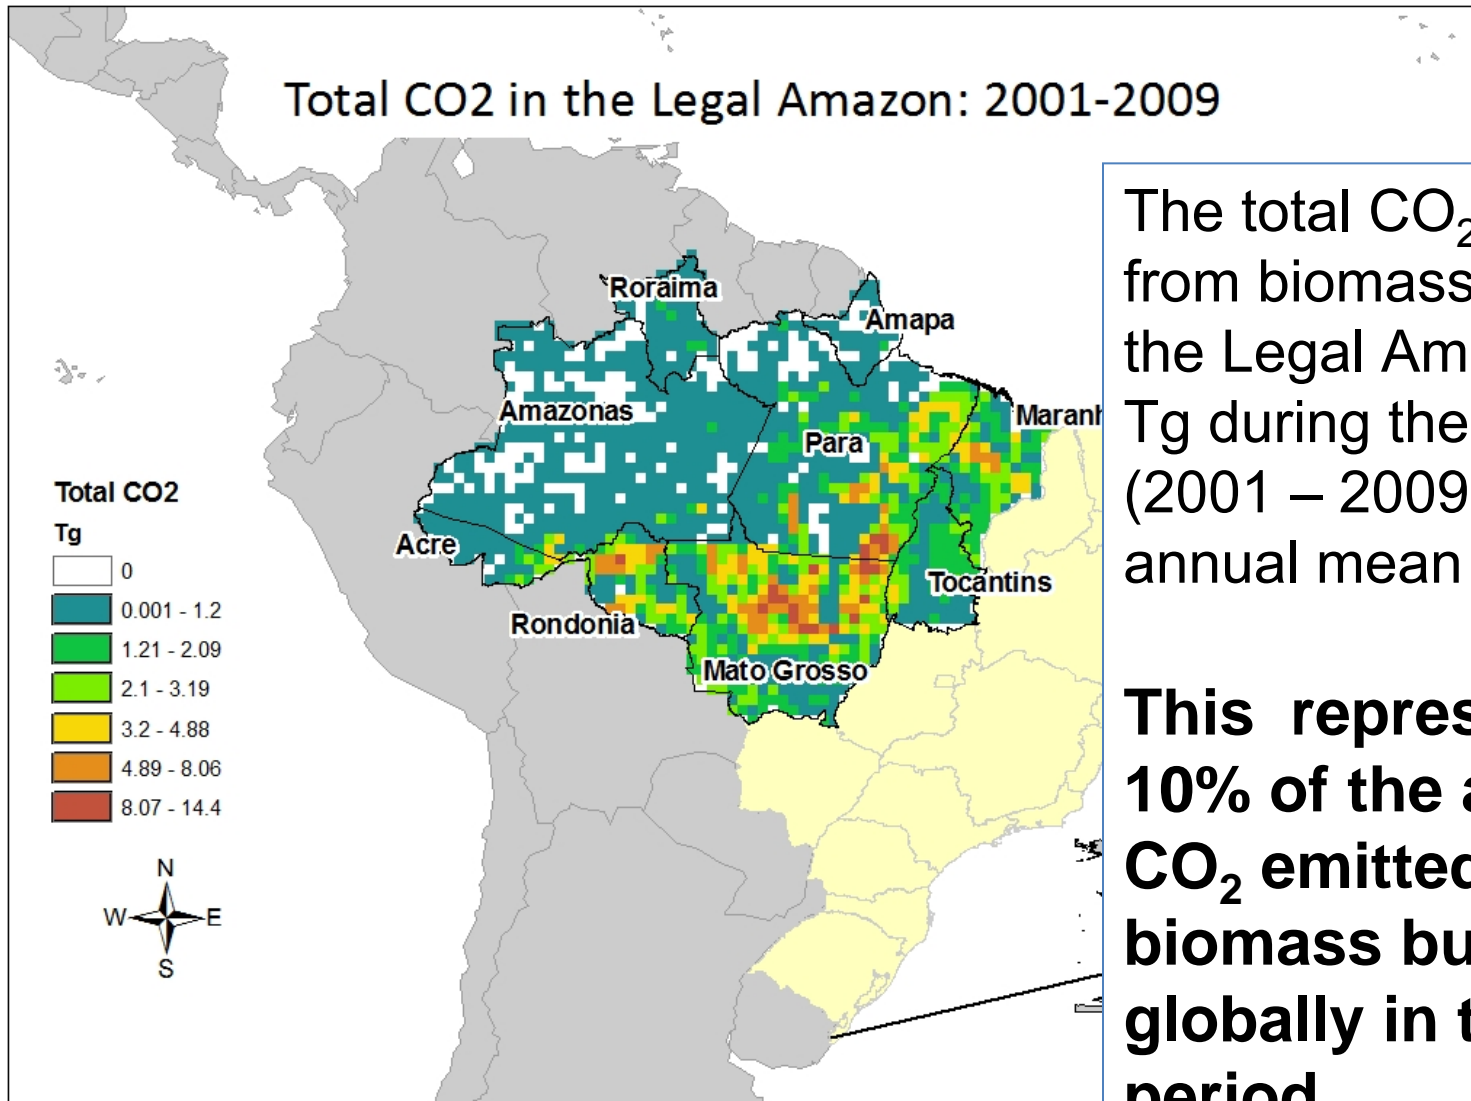 Total CO2 in the Legal Amazon: 2001-2009
The total CO2
from biomass
the Legal Am
Tg during the
(2001 – 2009
annual mean
This represe
10% of the a
CO2 emitted
biomass bu
globally in t
period
Roraima
Amapa
Amazonas
Maranh
Para
Acre
Tocantins
Rondonia
Mato Grosso
Total CO2
Tg
0
0.001 - 1.2
1.21 - 2.09
2.1 - 3.19
3.2 - 4.88
4.89 - 8.06
8.07 - 14.4
N
W E
S